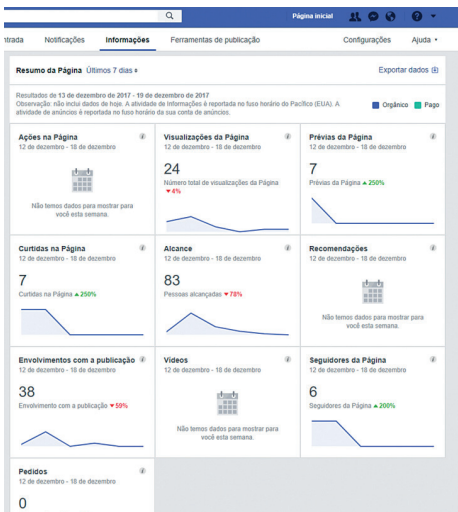 Página inicial
Notificações Informações Ferramentas de publicação Configurações Ajuda
Resumo da Página Últimos 7 dias Exportar dados
Resultados de 13 de dezembro de 2017 - 19 de
dezembro de 2017
Observação: não inclui dados de hoje. A atividade
de Informações é reportada no fuso horário do Pacífico (EUA). A
atividade de anúncios é reportada no fuso horário da sua conta de anúncios.
Orgânico Pago
Ações na Página
12 de dezembro - 18 de dezembro
Não temos dados para mostrar para
você esta semana.
Visualizações da Página
12 de dezembro - 18 de dezembro
24
Número total de visualizações da Página
▼4%
Prévias da Página
12 de dezembro - 18 de dezembro
7
Prévias da Página ▲250%
Curtidas na Página
12 de dezembro - 18 de dezembro
7
Curtidas na Página ▲250%
Alcance
12 de dezembro - 18 de dezembro
83
Pessoas alcançadas ▼78%
Recomendações
12 de dezembro - 18 de dezembro
Não temos dados para mostrar para
você esta semana.
Envolvimentos com a publicação
12 de dezembro - 18 de dezembro
38
Envolvimento com a publicação ▼59%
Vídeos
12 de dezembro - 18 de dezembro
Não temos dados para mostrar para
você esta semana.
Seguidores da Página
12 de dezembro - 18 de dezembro
6
Seguidores da Página ▲200%
Pedidos
12 de dezembro - 18 de dezembro
0